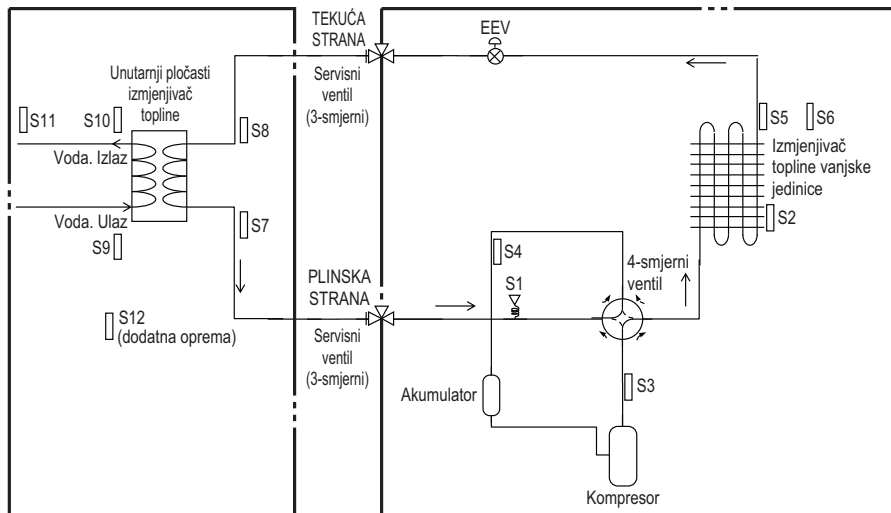 TEKUĆA
STRANA
EEV
Unutarnji pločasti
izmjenjivač
topline
Servisni
ventil
(3-smjerni)
S11
S10
S8
S5
S6
Voda. Izlaz
Izmjenjivač
topline vanjske
jedinice
Voda. Ulaz
S7
S2
S9
S4
4-smjerni
ventil
PLINSKA
STRANA
S1
S12
(dodatna oprema)
Servisni
ventil
(3-smjerni)
Akumulator
S3
Kompresor